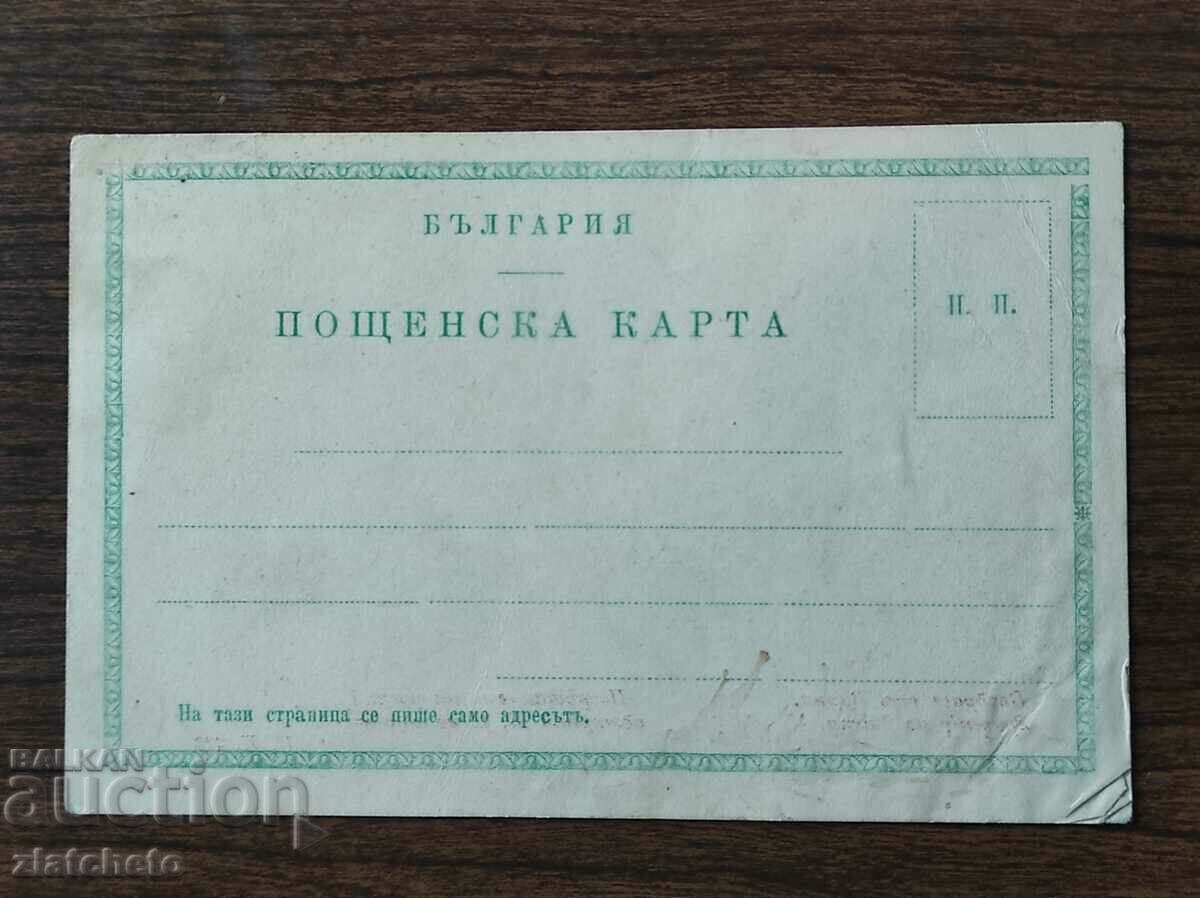 БЪЛГАРИЯ
ПОЩЕНСКА КАРТА
П. П.
На тази страница се пише само адресътъ.
BALKAN
auction
zlatcheto